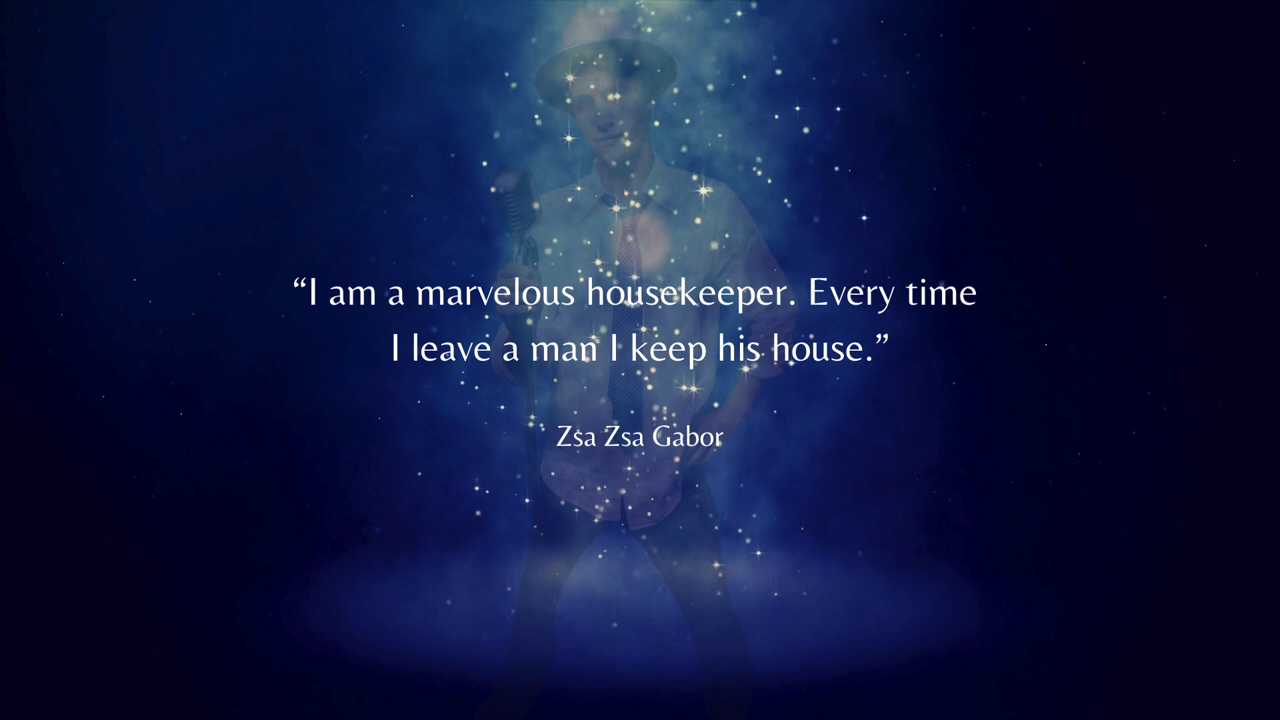 “I am a marvelous housekeeper. Every time
I leave a man I keep his house.”
Zsa Zsa Gabor